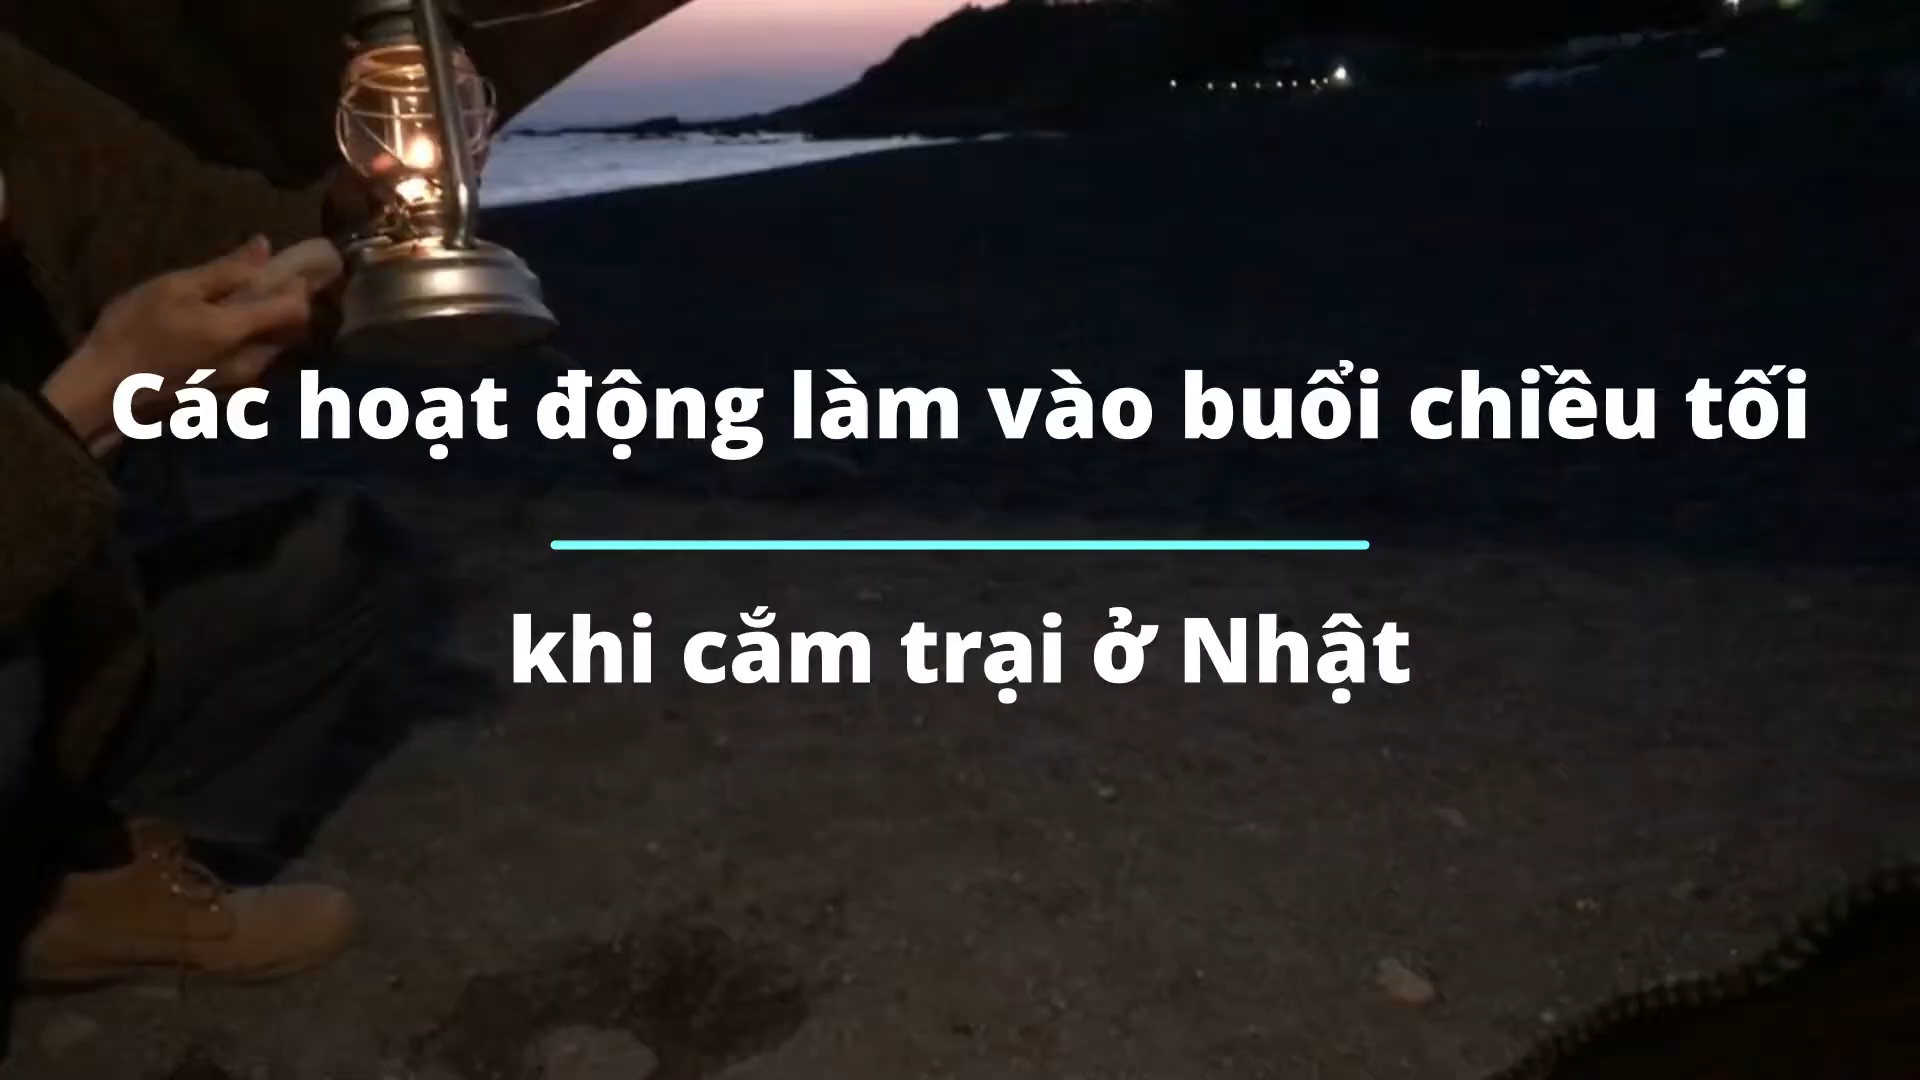 Các hoạt động làm vào buổi chiều tối
khi cắm trại ở Nhật